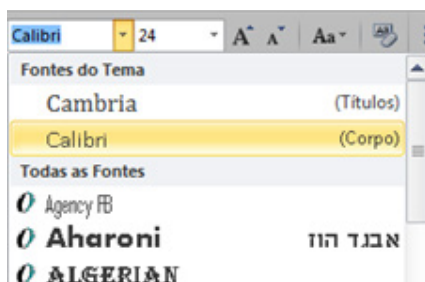 Calibri 24 A A Aa
Fontes do Tema
Cambria (Títulos)
Calibri (Corpo)
Todas as Fontes
O Agency FB
O Aharoni אבגד הוז
O ALGERIAN